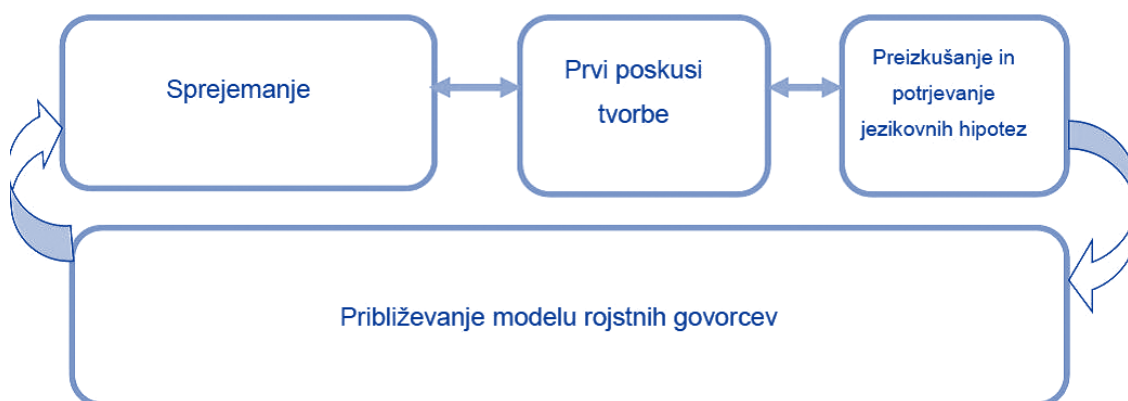 Sprejemanje
Prvi poskusi
tvorbe
Preizkušanje in
potrjevanje
jezikovnih hipotez
Približevanje modelu rojstnih govorcev